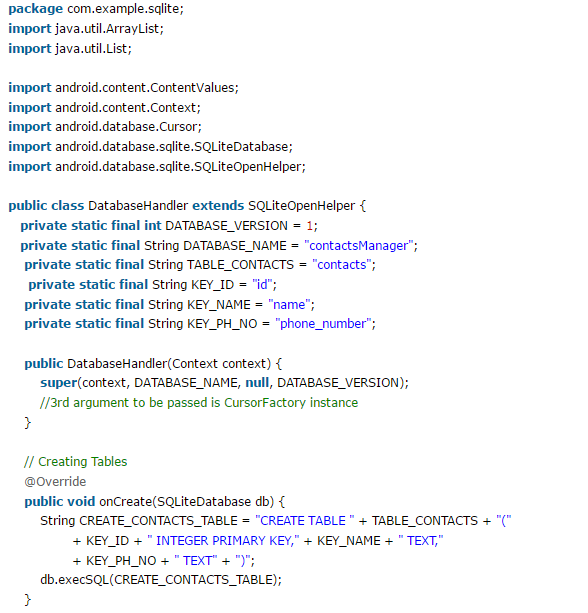 package com.example.sqlite;
import java.util.ArrayList;
import java.util.List;
import android.content.ContentValues;
import android.content.Context;
import android.database.Cursor;
import android.database.sqlite.SQLiteDatabase;
import android.database.sqlite.SQLiteOpenHelper;
public class DatabaseHandler extends SQLiteOpenHelper {
private static final int DATABASE_VERSION = 1;
private static final String DATABASE_NAME = "contactsManager";
private static final String TABLE_CONTACTS = "contacts";
private static final String KEY_ID = "id";
private static final String KEY_NAME = "name";
private static final String KEY_PH_NO = "phone_number";
public DatabaseHandler(Context context) {
super(context, DATABASE_NAME, null, DATABASE_VERSION);
//3rd argument to be passed is CursorFactory instance
}
// Creating Tables
@Override
public void onCreate(SQLiteDatabase db) {
String CREATE_CONTACTS_TABLE = "CREATE TABLE " + TABLE_CONTACTS + "("
+ KEY_ID + " INTEGER PRIMARY KEY," + KEY_NAME + " TEXT,"
+ KEY_PH_NO + " TEXT" + ")";
db.execSQL(CREATE_CONTACTS_TABLE);
}